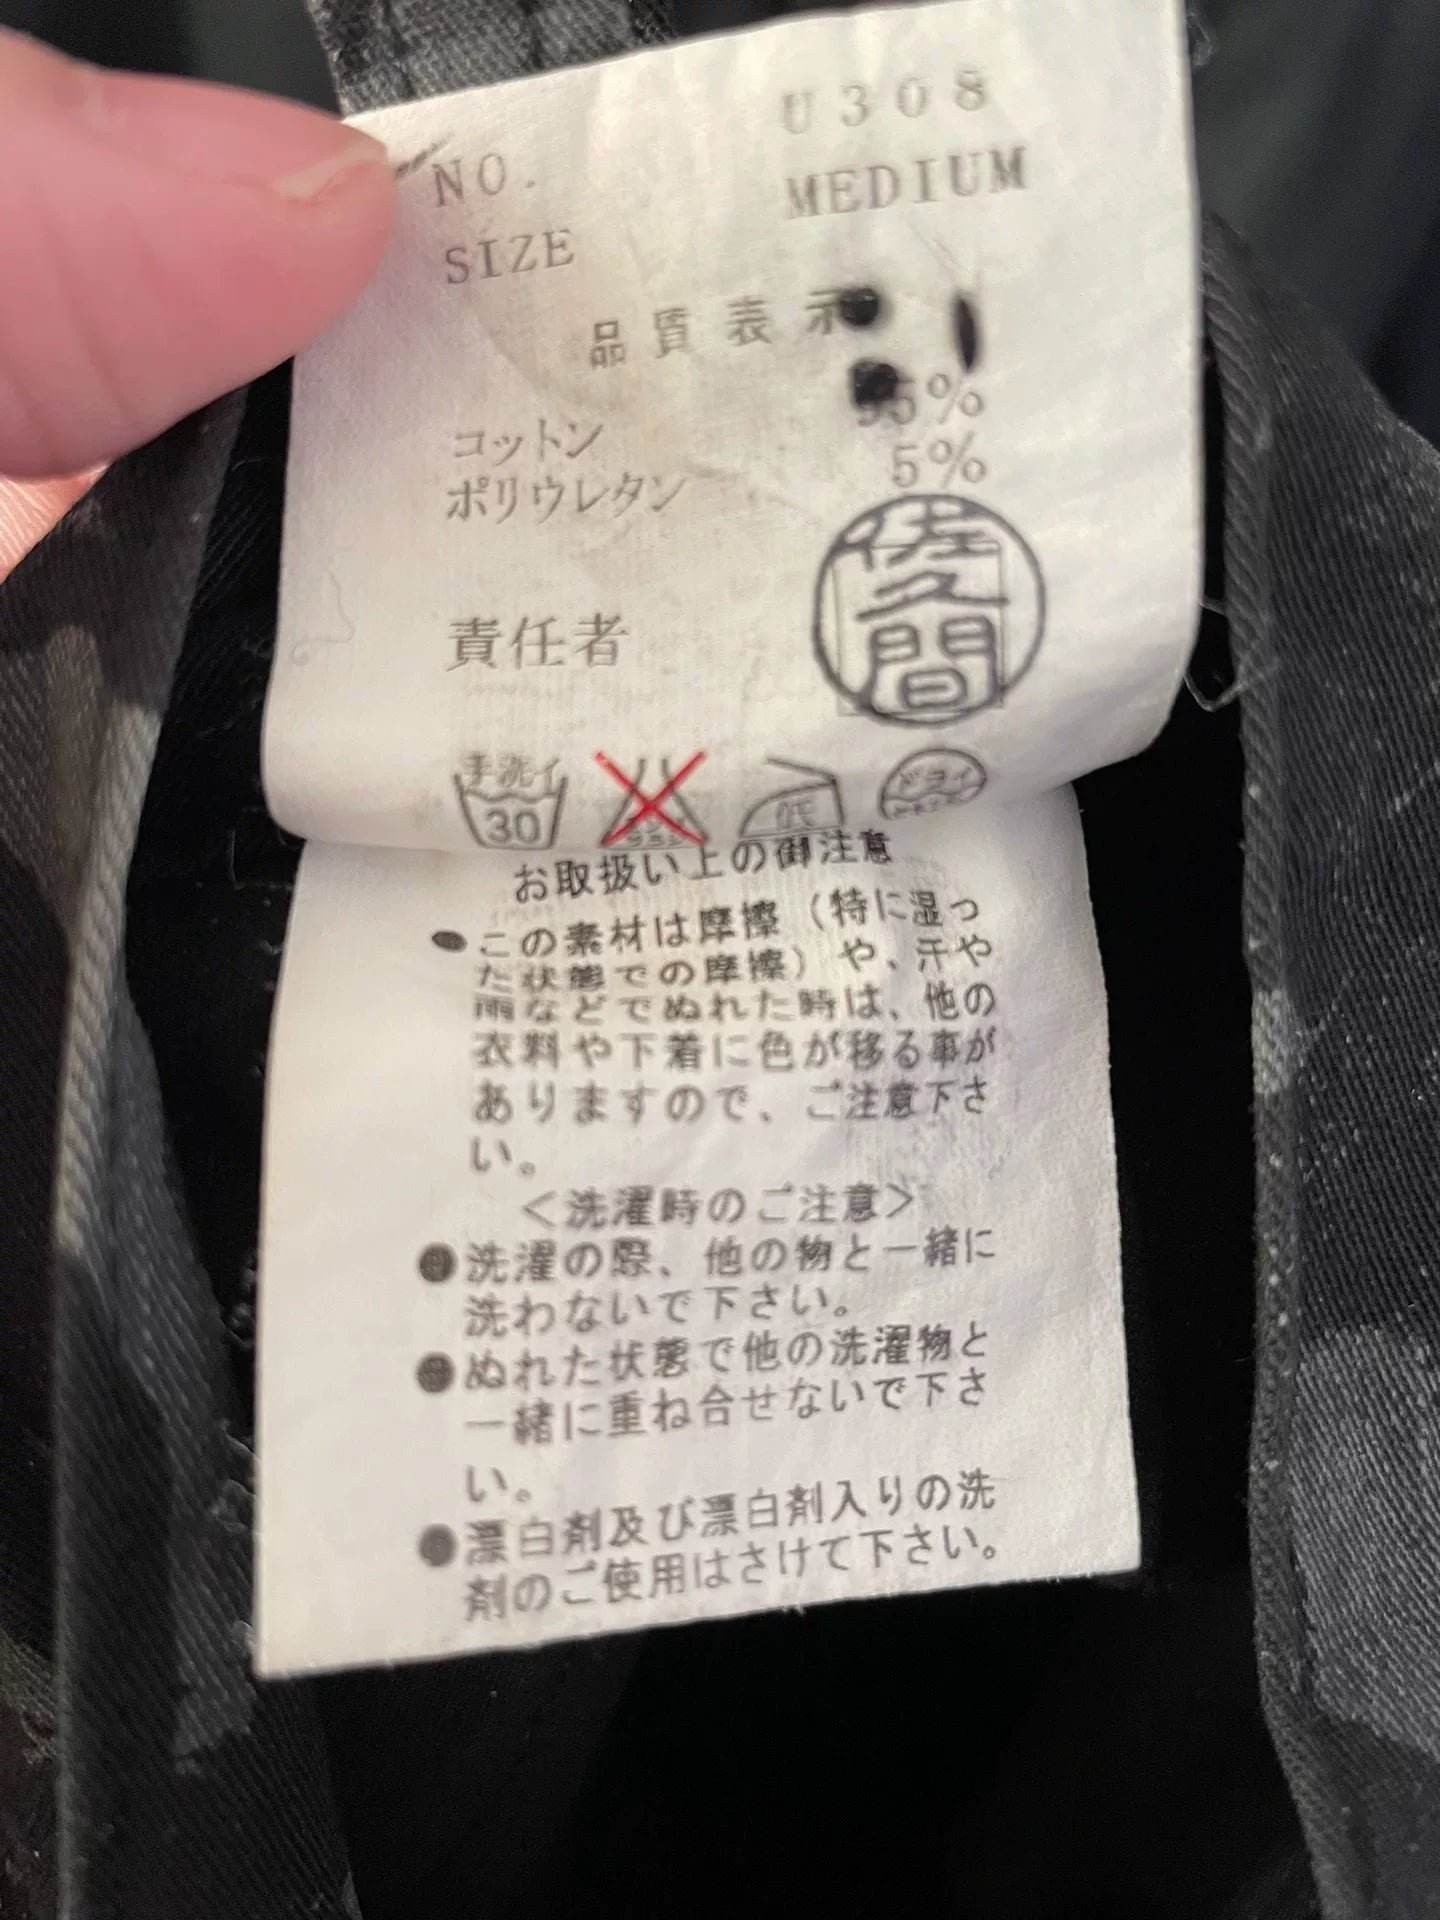 NO. U308
SIZE MEDIUM
品質表示
コットン 95%
ポリウレタン 5%
責任者 佐久間
手洗イ 30 低 ドライ
お取扱い上の御注意
●この素材は摩擦（特に湿っ
た状態での摩擦）や、汗や
雨などでぬれた時は、他の
衣料や下着に色が移る事が
ありますので、ご注意下さ
い。
＜洗濯時のご注意＞
●洗濯の際、他の物と一緒に
洗わないで下さい。
●ぬれた状態で他の洗濯物と
一緒に重ね合せないで下さ
い。
●漂白剤及び漂白剤入りの洗
剤のご使用はさけて下さい。